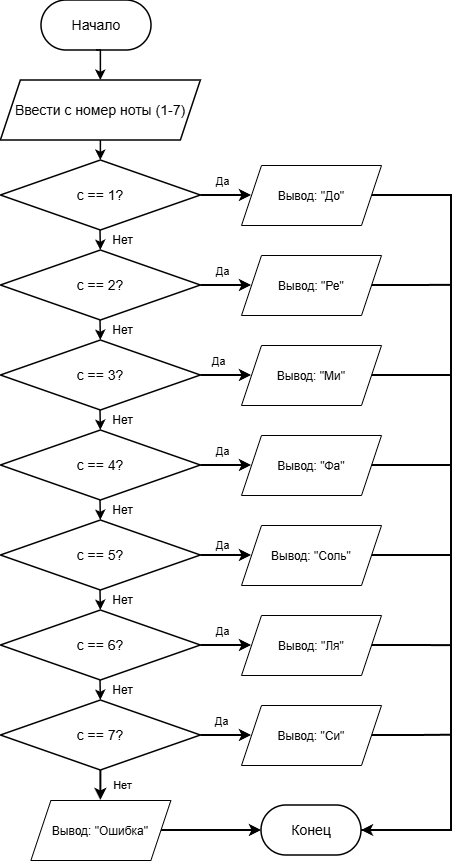 Начало
Ввести с номер ноты (1-7)
с == 1?
Да
Вывод: "До"
Нет
с == 2?
Да
Вывод: "Ре"
Нет
с == 3?
Да
Вывод: "Ми"
Нет
с == 4?
Да
Вывод: "Фа"
Нет
с == 5?
Да
Вывод: "Соль"
Нет
с == 6?
Да
Вывод: "Ля"
Нет
с == 7?
Да
Вывод: "Си"
Нет
Вывод: "Ошибка"
Конец